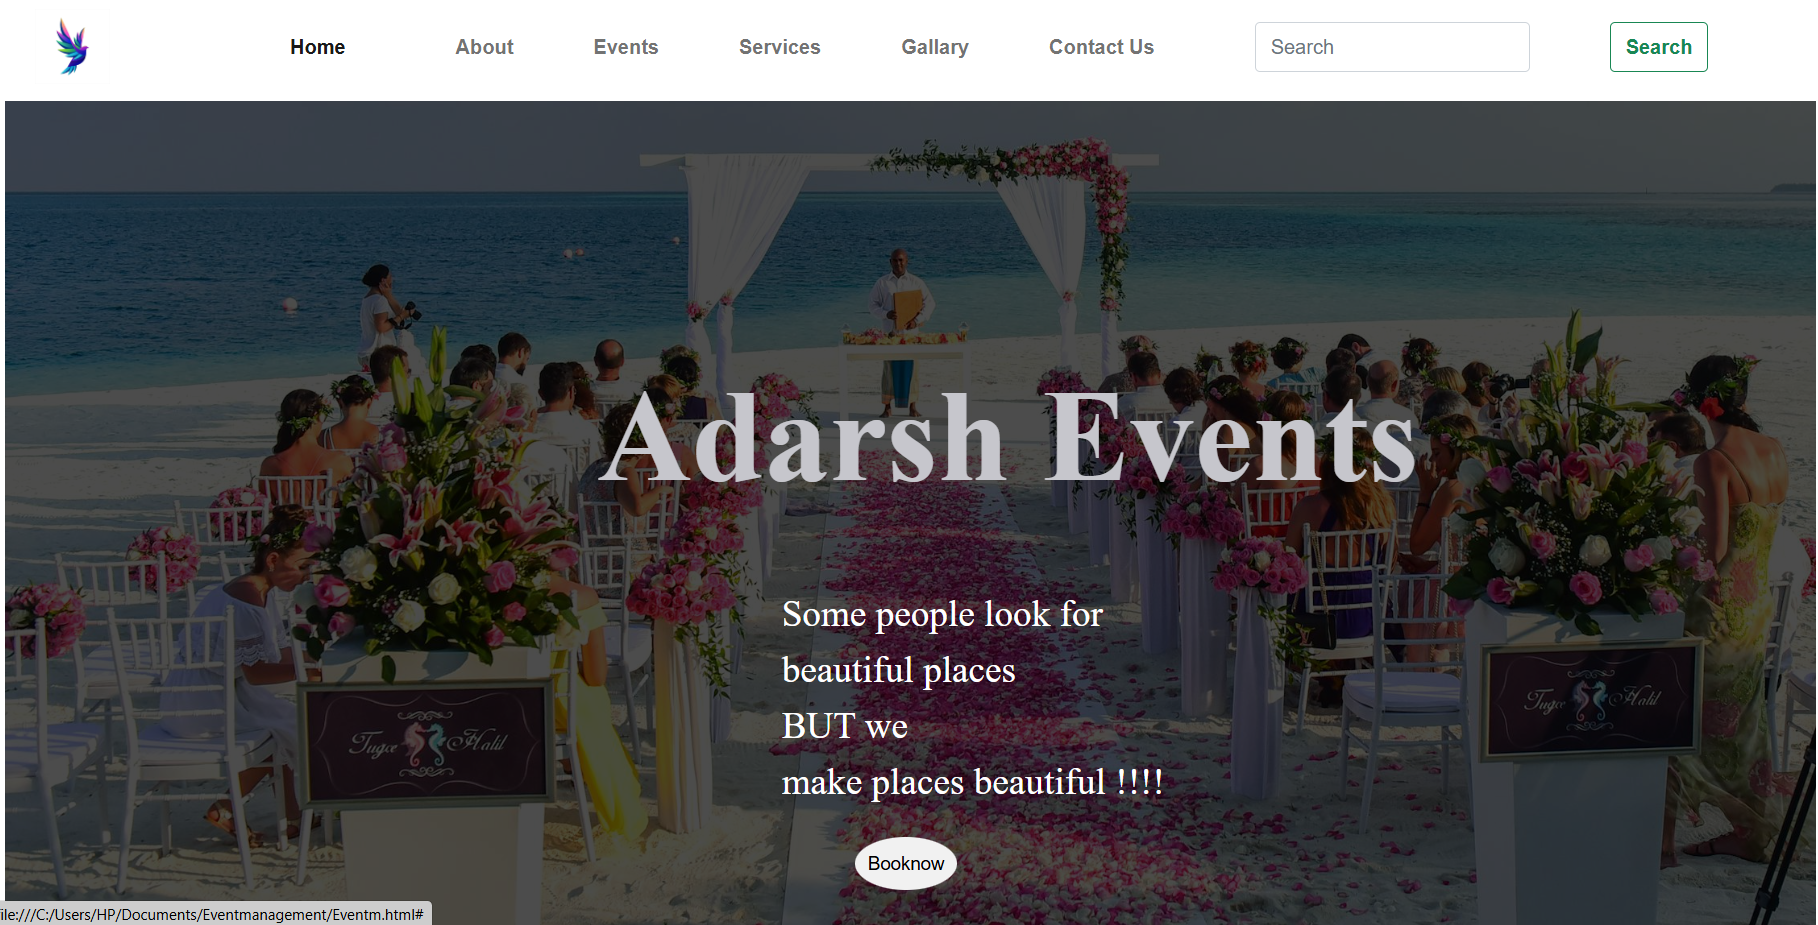 Home About Events Services Gallary Contact Us Search Search
Adarsh Events
Some people look for
beautiful places
BUT we
make places beautiful !!!!
Tugce Halil
Tugce Halil
Booknow
ile:///C:/Users/HP/Documents/Eventmanagement/Eventm.html#